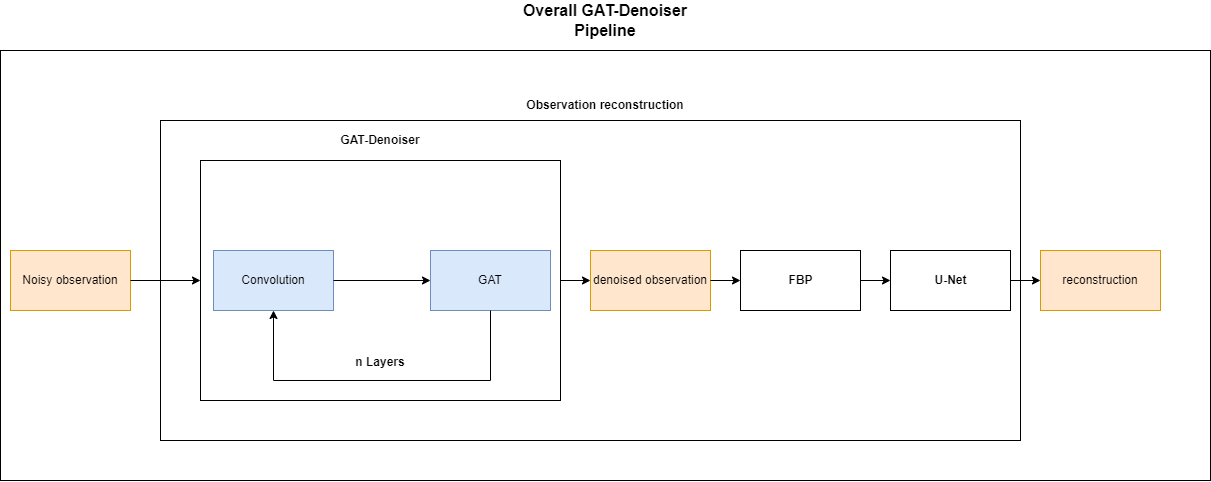 Overall GAT-Denoiser
Pipeline
Observation reconstruction
GAT-Denoiser
Noisy observation
Convolution
GAT
denoised observation
FBP
U-Net
reconstruction
n Layers